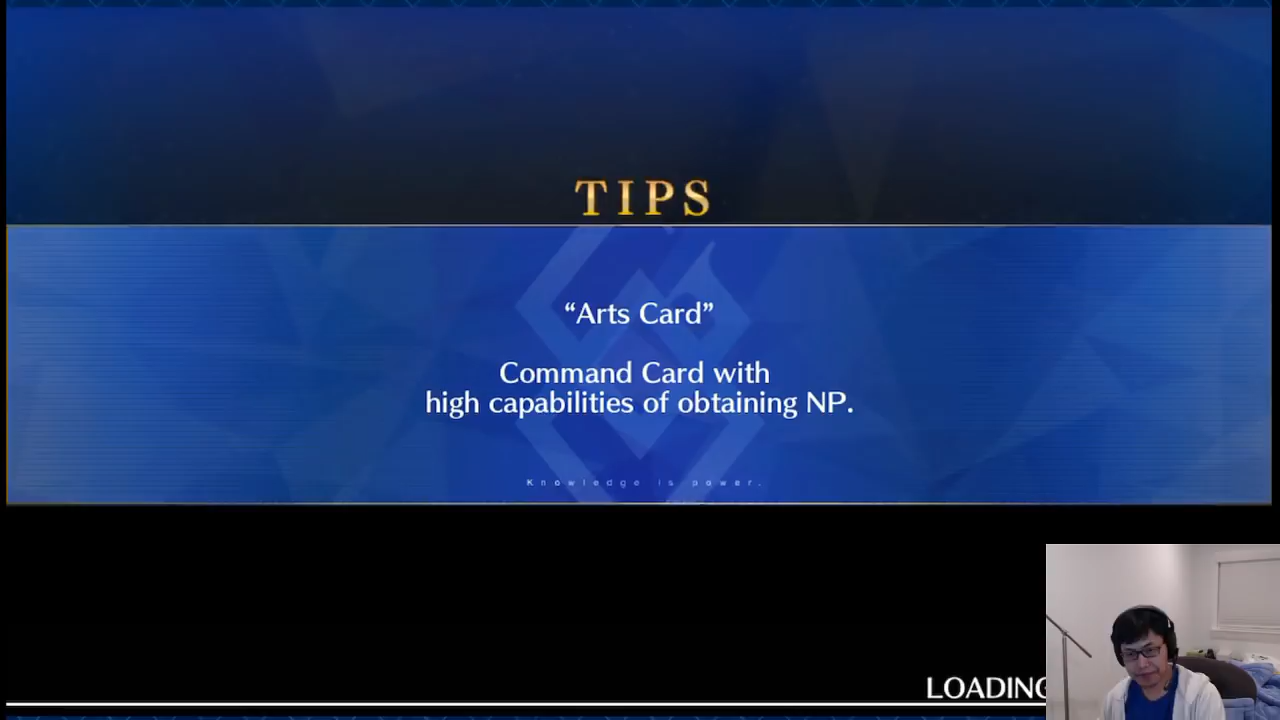 TIPS
“Arts Card”
Command Card with
high capabilities of obtaining NP.
Knowledge is power.
LOADING